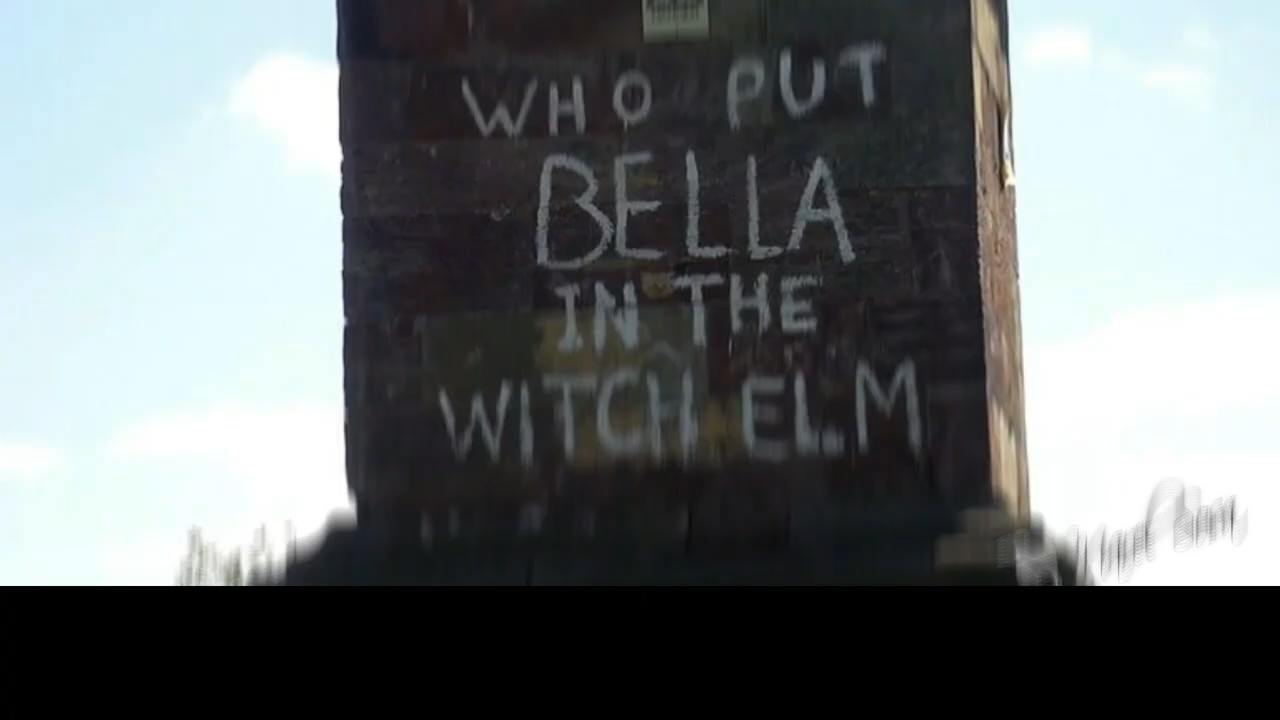 WHO PUT
BELLA
IN THE
WITCH ELM